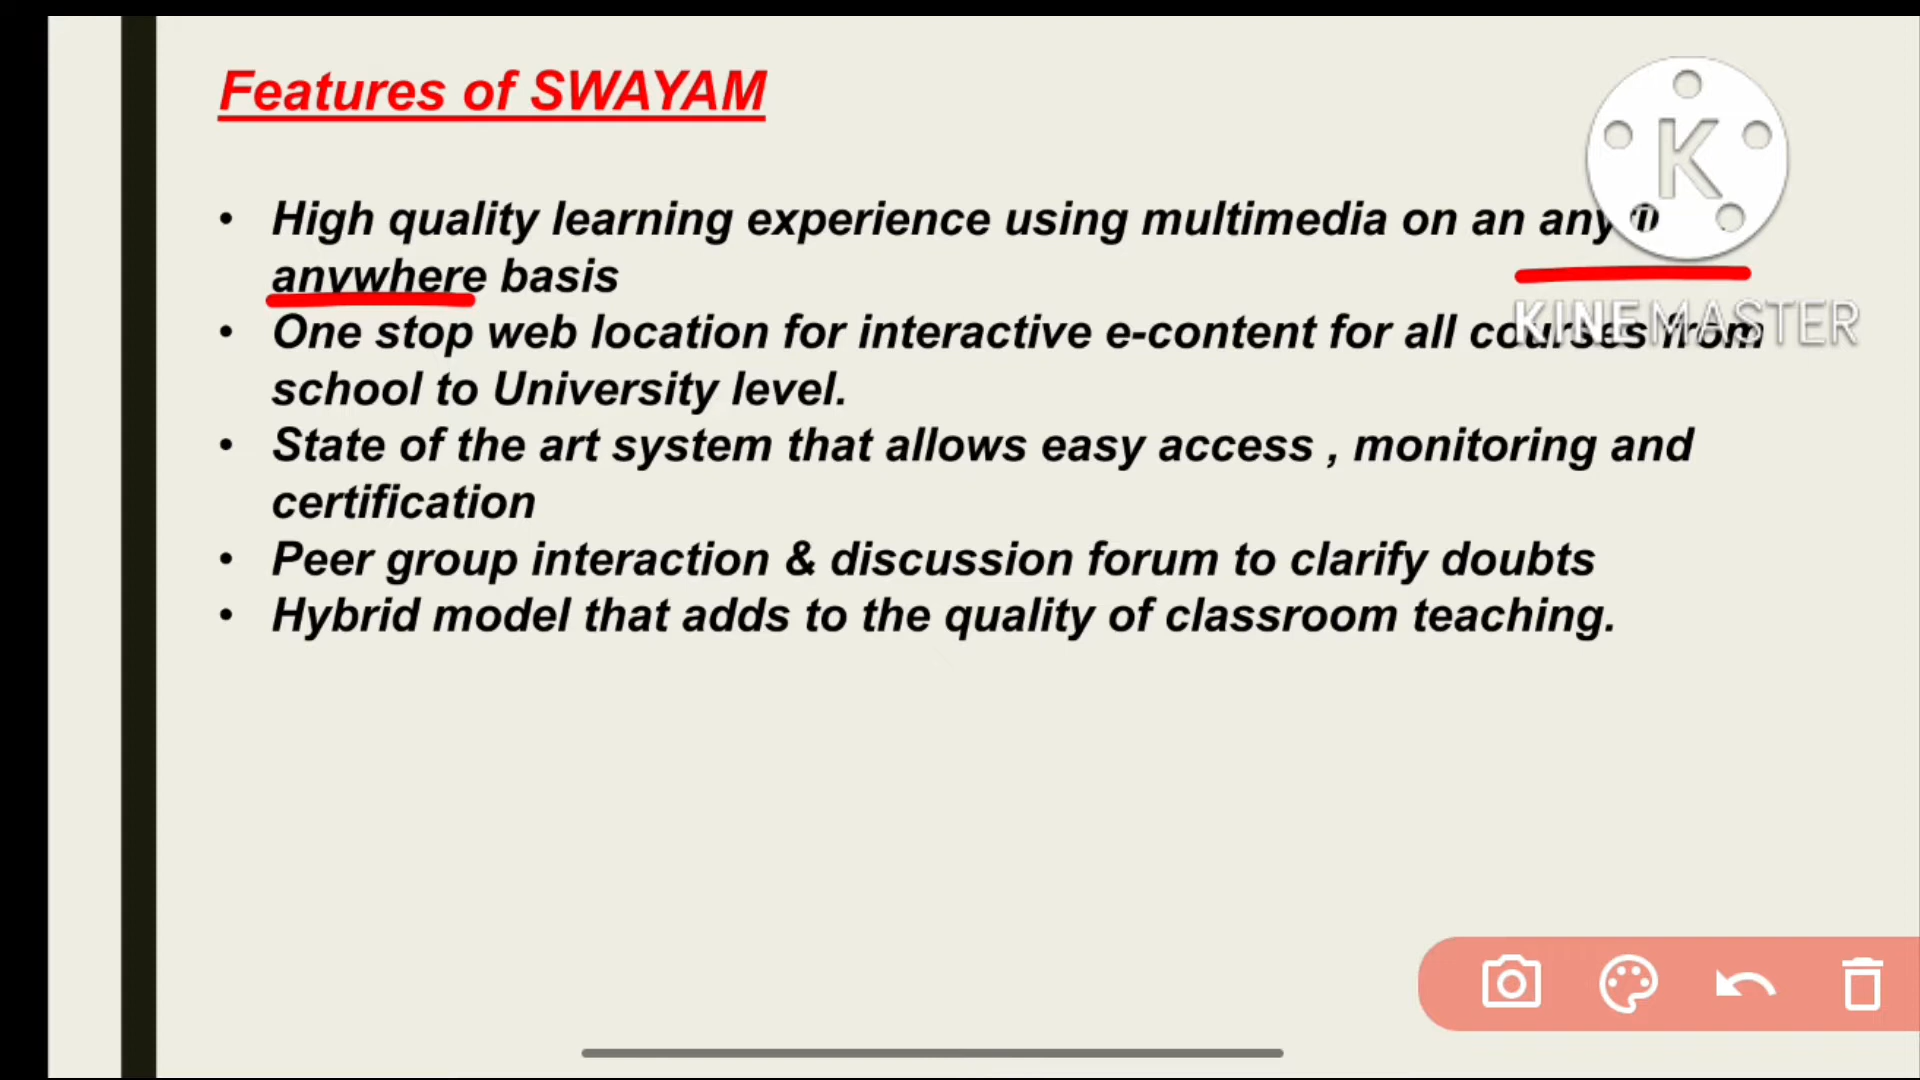 Features of SWAYAM
K
• High quality learning experience using multimedia on an
anywhere basis
KINEMASTER
• One stop web location for interactive e-content for all courses from
school to University level.
• State of the art system that allows easy access , monitoring and
certification
• Peer group interaction & discussion forum to clarify doubts
• Hybrid model that adds to the quality of classroom teaching.